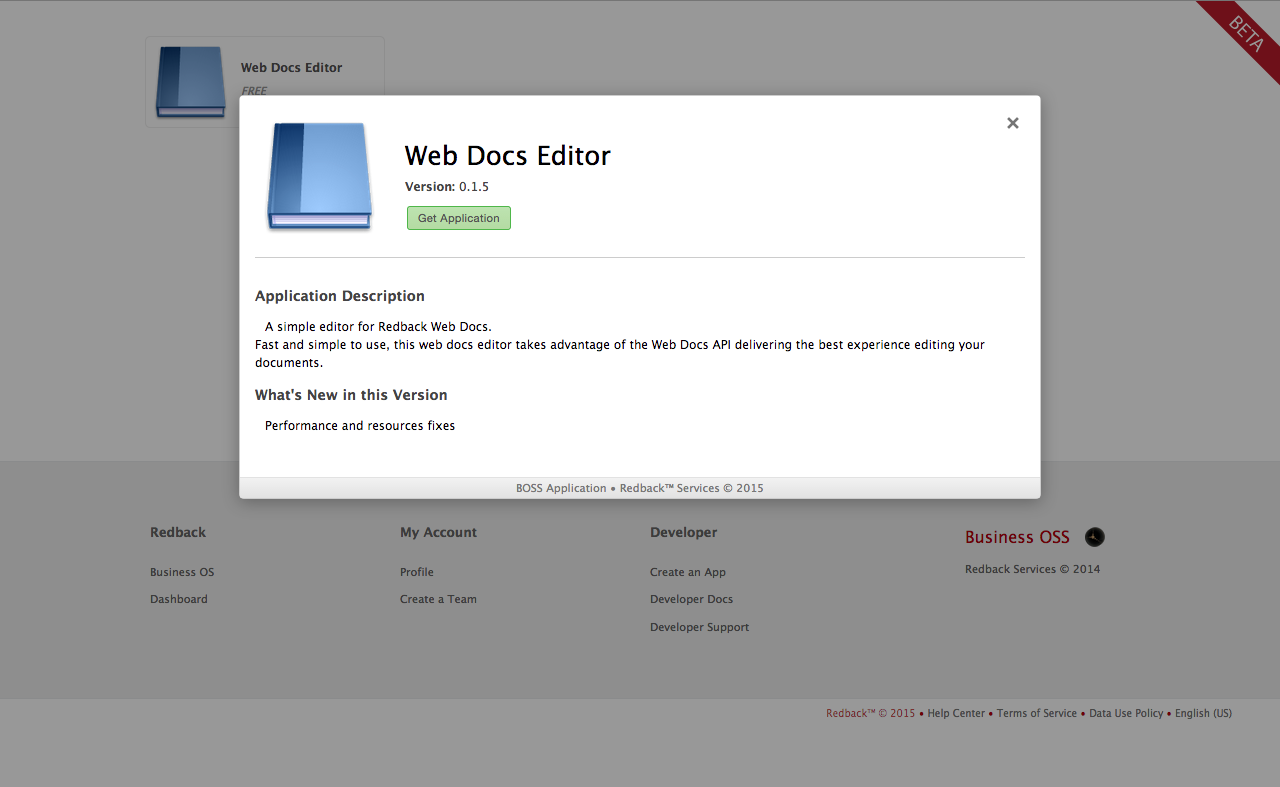 BETA
Web Docs Editor
FREE
×
Web Docs Editor
Version: 0.1.5
Get Application
Application Description
A simple editor for Redback Web Docs.
Fast and simple to use, this web docs editor takes advantage of the Web Docs API delivering the best experience editing your
documents.
What's New in this Version
Performance and resources fixes
BOSS Application • Redback™ Services © 2015
Redback
Business OS
Dashboard
My Account
Profile
Create a Team
Developer
Create an App
Developer Docs
Developer Support
Business OSS
Redback Services © 2014
Redback™ © 2015 • Help Center • Terms of Service • Data Use Policy • English (US)